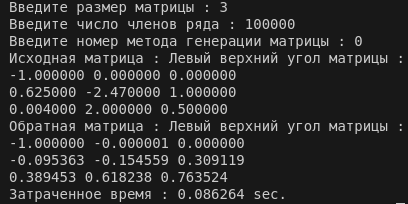 Введите размер матрицы : 3
Введите число членов ряда : 100000
Введите номер метода генерации матрицы : 0
Исходная матрица : Левый верхний угол матрицы :
-1.000000 0.000000 0.000000
0.625000 -2.470000 1.000000
0.004000 2.000000 0.500000
Обратная матрица : Левый верхний угол матрицы :
-1.000000 -0.000001 0.000000
-0.095363 -0.154559 0.309119
0.389453 0.618238 0.763524
Затраченное время : 0.086264 sec.